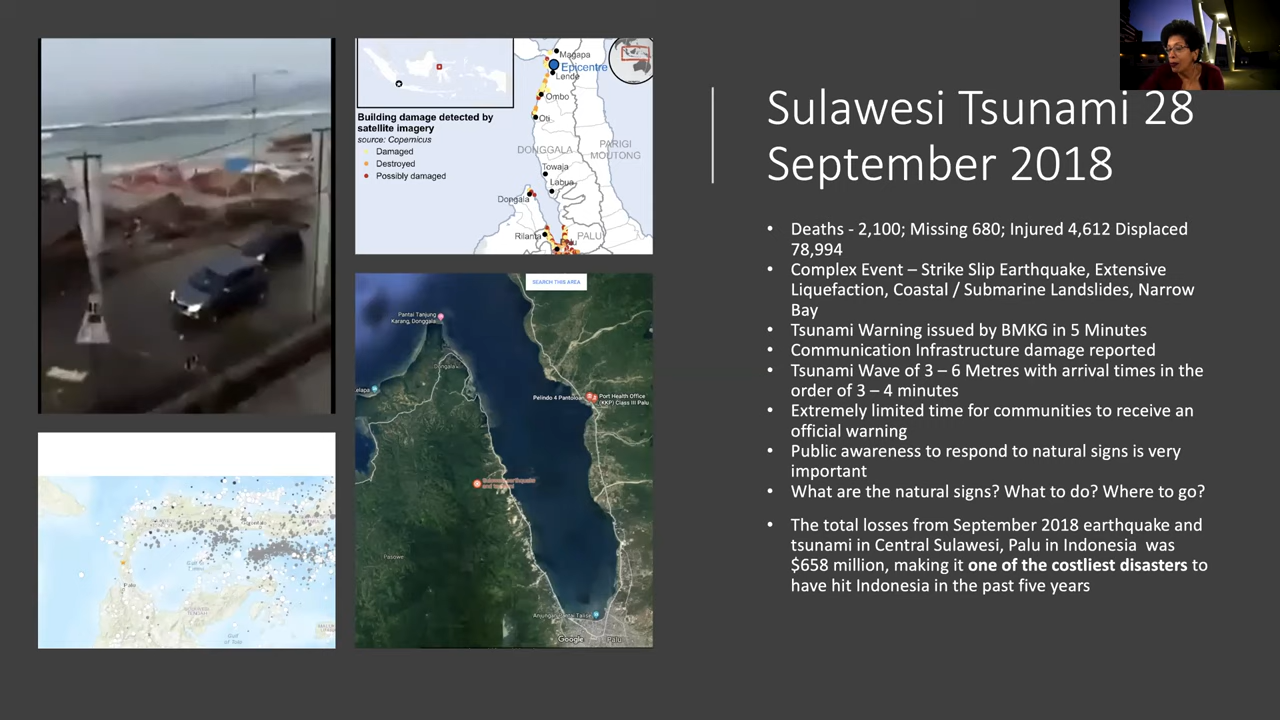 Sulawesi Tsunami 28
September 2018
• Deaths - 2,100; Missing 680; Injured 4,612 Displaced
78,994
• Complex Event – Strike Slip Earthquake, Extensive
Liquefaction, Coastal / Submarine Landslides, Narrow
Bay
• Tsunami Warning issued by BMKG in 5 Minutes
• Communication Infrastructure damage reported
• Tsunami Wave of 3 – 6 Metres with arrival times in the
order of 3 – 4 minutes
• Extremely limited time for communities to receive an
official warning
• Public awareness to respond to natural signs is very
important
• What are the natural signs? What to do? Where to go?
• The total losses from September 2018 earthquake and
tsunami in Central Sulawesi, Palu in Indonesia was
$658 million, making it one of the costliest disasters to
have hit Indonesia in the past five years
Building damage detected by
satellite imagery
source: Copernicus
Damaged
Destroyed
Possibly damaged
Magapa
Epicentre
Lende
Ombo
Oti
DONGGALA
PARIGI
MOUTONG
Towaja
Labua
Dongala
Rilanta
PALU
SEARCH THIS AREA
Pantai Tanjung
Karang, Donggala
Donggala
Pelindo 4 Pantoloan
Port Health Office
(KKP) Class III Palu
Google
Palu
Palu